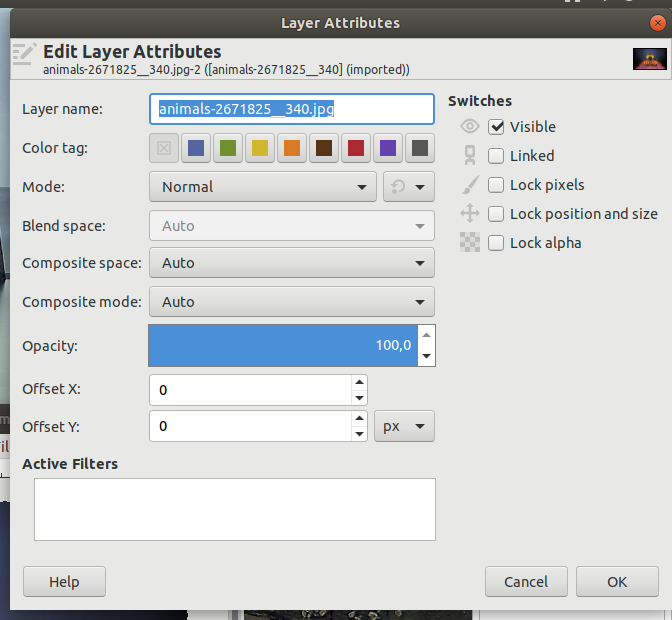 Layer Attributes
Edit Layer Attributes
animals-2671825__340.jpg-2 ([animals-2671825__340] (imported))
Layer name: animals-2671825__340.jpg
Color tag:
Mode: Normal
Blend space: Auto
Composite space: Auto
Composite mode: Auto
Opacity: 100,0
Offset X: 0
Offset Y: 0 px
Active Filters
Switches
Visible
Linked
Lock pixels
Lock position and size
Lock alpha
Help Cancel OK